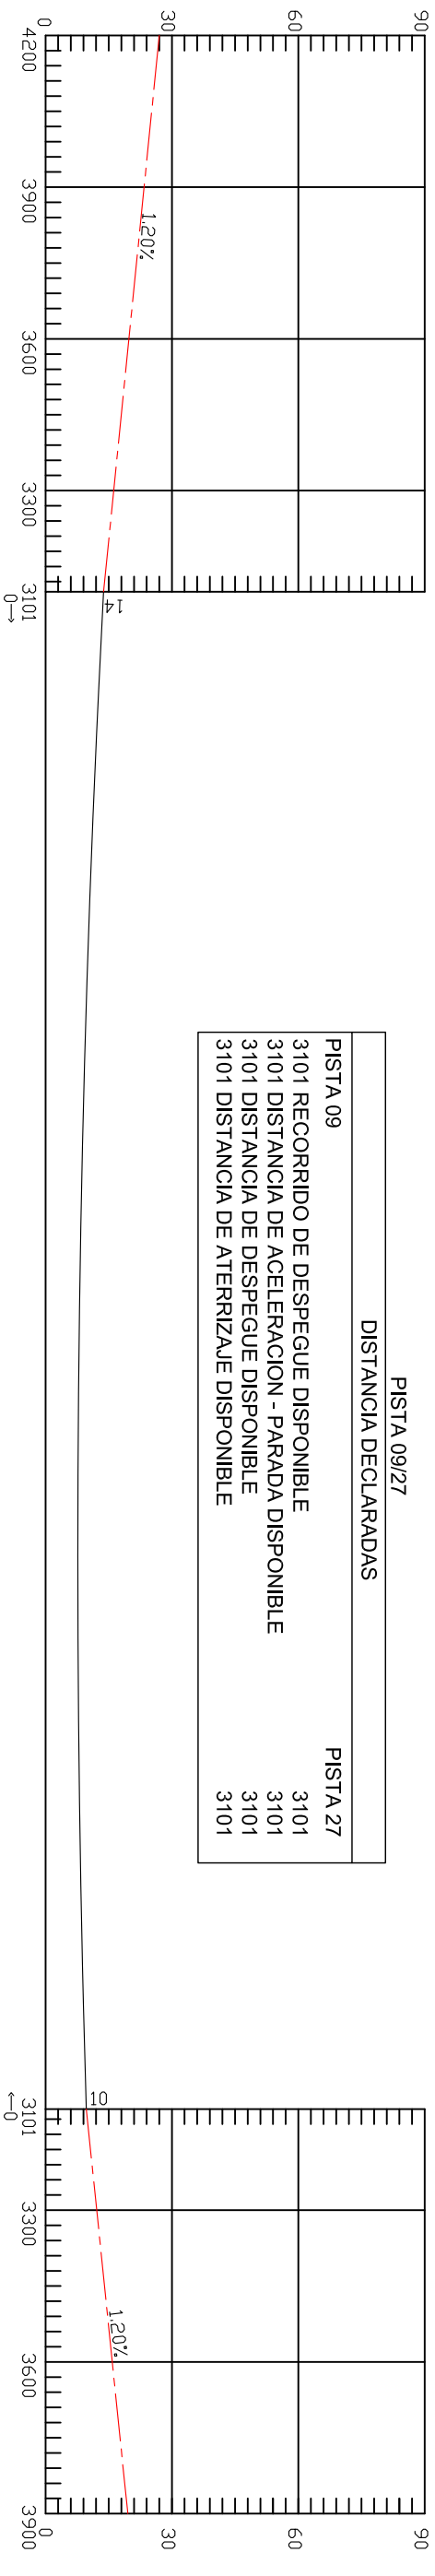 PISTA 09/27
DISTANCIA DECLARADAS
PISTA 09 PISTA 27
3101 RECORRIDO DE DESPEGUE DISPONIBLE 3101
3101 DISTANCIA DE ACELERACION - PARADA DISPONIBLE 3101
3101 DISTANCIA DE DESPEGUE DISPONIBLE 3101
3101 DISTANCIA DE ATERRIZAJE DISPONIBLE 3101
90
60
30
0
90
60
30
0
1.20%
14
10
1.20%
4200 3900 3600 3300 3101 3101 3300 3600 3900
0→ ←0